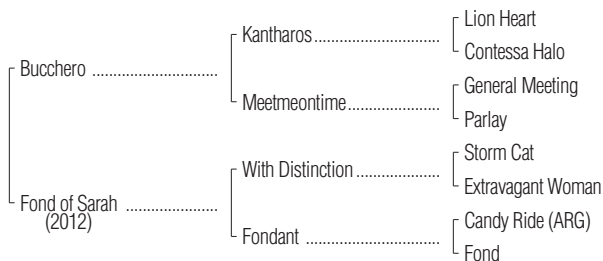 Lion Heart
Kantharos
Contessa Halo
Bucchero
General Meeting
Meetmeontime
Parlay
Storm Cat
With Distinction
Extravagant Woman
Fond of Sarah
(2012)
Candy Ride (ARG)
Fondant
Fond